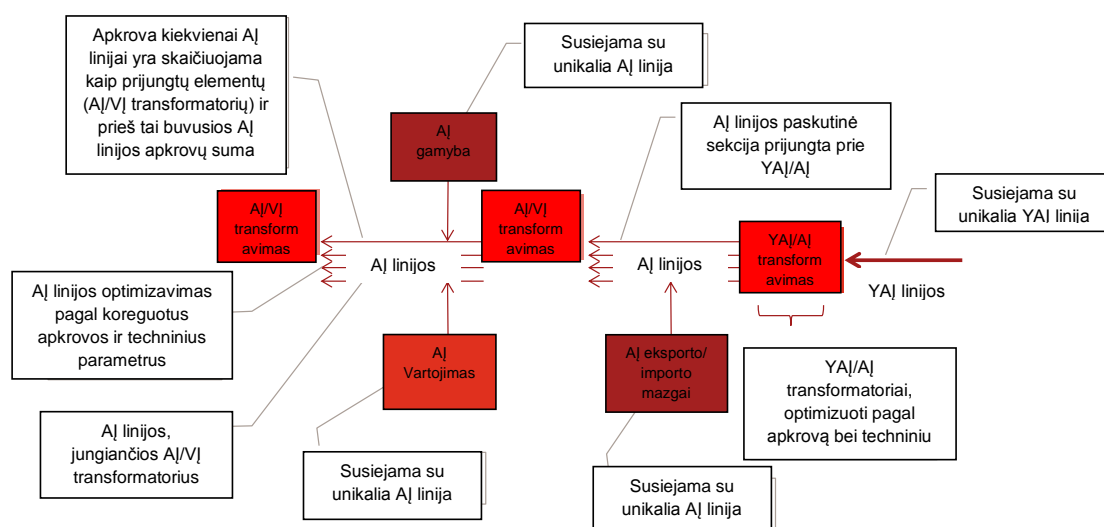 Apkrova kiekvienai AĮ
linijai yra skaičiuojama
kaip prijungtų elementų
(AĮ/VĮ transformatorių) ir
prieš tai buvusios AĮ
linijos apkrovų suma
Susiejama su
unikalia AĮ linija
AĮ
gamyba
AĮ linijos paskutinė
sekcija prijungta prie
YAĮ/AĮ
Susiejama su
unikalia YAI linija
AĮ/VĮ
transform
avimas
AĮ/VĮ
transform
avimas
YAĮ/AĮ
transform
avimas
AĮ linijos
AĮ linijos
YAĮ linijos
AĮ linijos optimizavimas
pagal koreguotus
apkrovos ir techninius
parametrus
AĮ
Vartojimas
AĮ eksporto/
importo
mazgai
YAĮ/AĮ
transformatoriai,
optimizuoti pagal
apkrovą bei techniniu
AĮ linijos,
jungiančios AĮ/VĮ
transformatorius
Susiejama su
unikalia AĮ linija
Susiejama su
unikalia AĮ linija